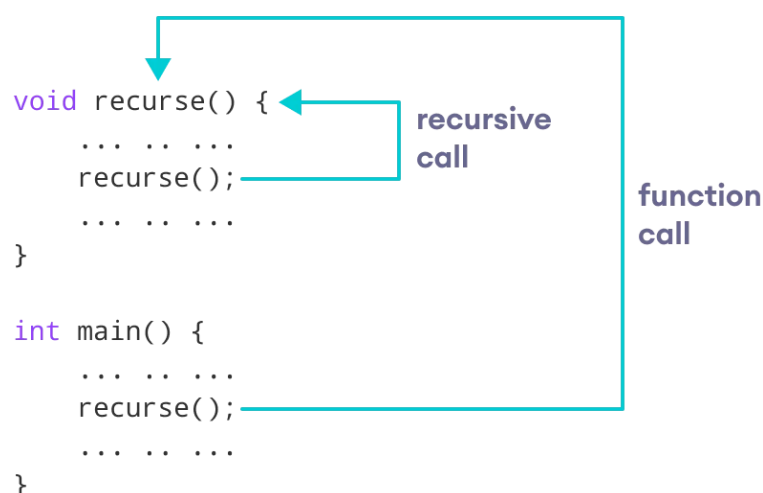 void recurse() {
... .. ...
recurse();
... .. ...
}
recursive
call
function
call
int main() {
... .. ...
recurse();
... .. ...
}